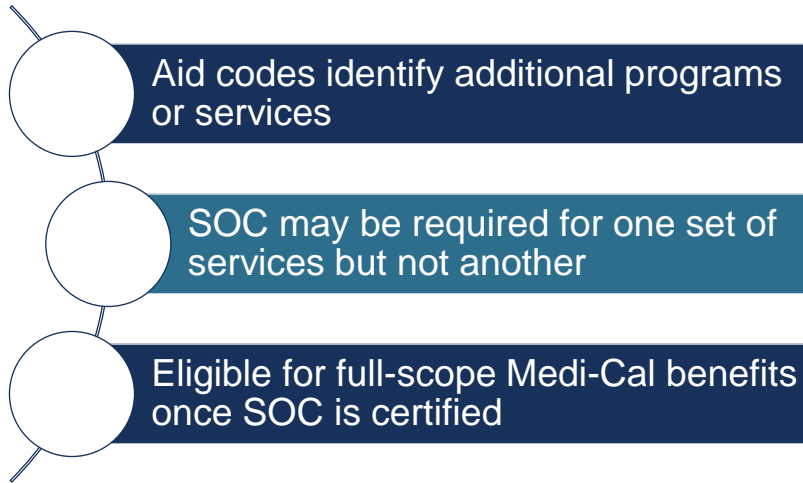 Aid codes identify additional programs
or services
SOC may be required for one set of
services but not another
Eligible for full-scope Medi-Cal benefits
once SOC is certified